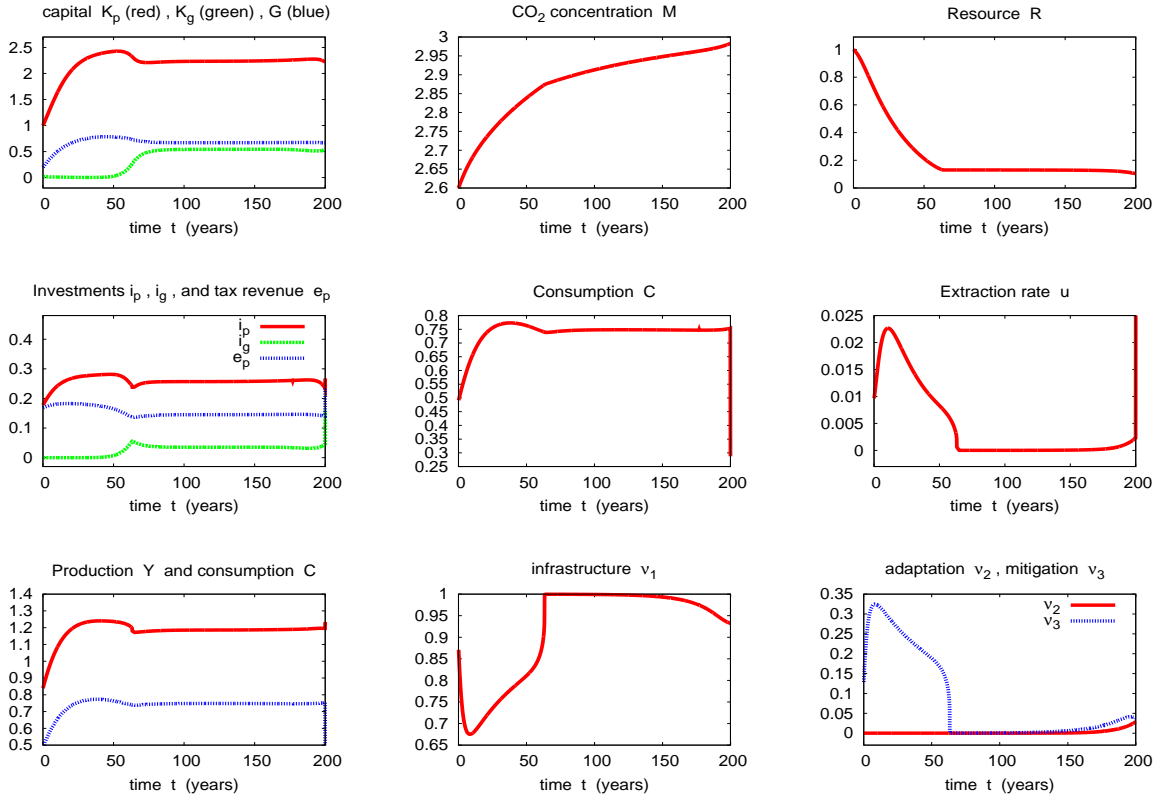 capital K_p (red) , K_g (green) , G (blue)
2.5
2
1.5
1
0.5
0
0 50 100 150 200
time t (years)
CO₂ concentration M
3
2.95
2.9
2.85
2.8
2.75
2.7
2.65
2.6
0 50 100 150 200
time t (years)
Resource R
1
0.8
0.6
0.4
0.2
0
0 50 100 150 200
time t (years)
Investments i_p , i_g , and tax revenue e_p
i_p
i_g
e_p
0.4
0.3
0.2
0.1
0
0 50 100 150 200
time t (years)
Consumption C
0.8
0.75
0.7
0.65
0.6
0.55
0.5
0.45
0.4
0.35
0.3
0.25
0 50 100 150 200
time t (years)
Extraction rate u
0.025
0.02
0.015
0.01
0.005
0
0 50 100 150 200
time t (years)
Production Y and consumption C
1.4
1.3
1.2
1.1
1
0.9
0.8
0.7
0.6
0.5
0 50 100 150 200
time t (years)
infrastructure ν₁
1
0.95
0.9
0.85
0.8
0.75
0.7
0.65
0 50 100 150 200
time t (years)
adaptation ν₂ , mitigation ν₃
ν₂
ν₃
0.35
0.3
0.25
0.2
0.15
0.1
0.05
0
0 50 100 150 200
time t (years)